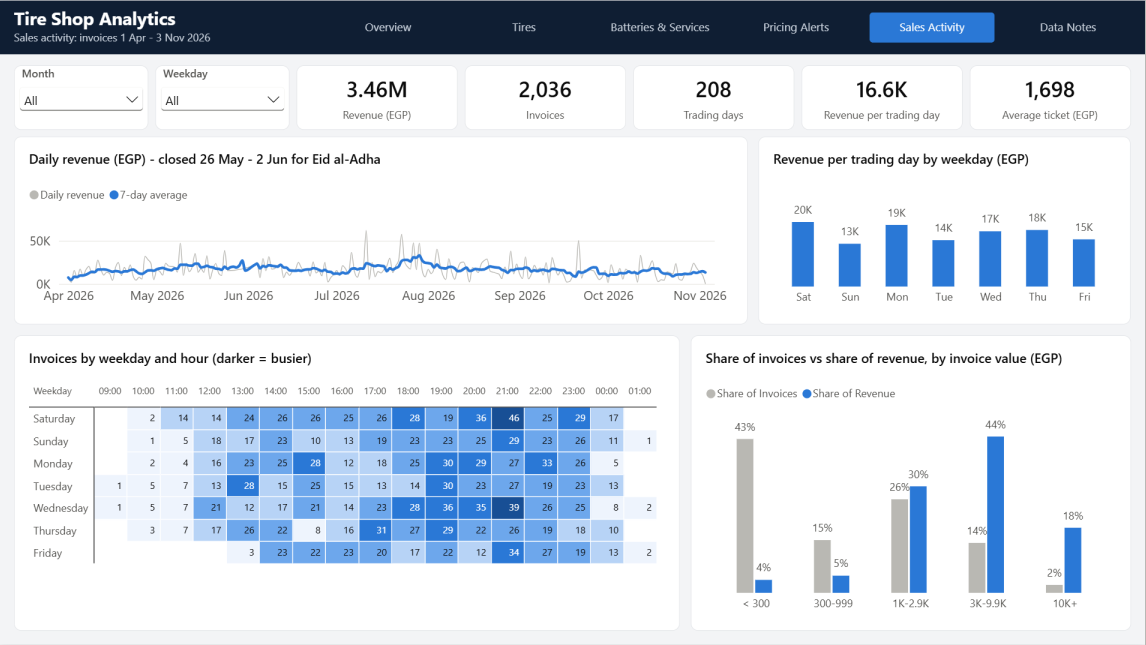 Tire Shop Analytics
Sales activity: invoices 1 Apr - 3 Nov 2026
Overview
Tires
Batteries & Services
Pricing Alerts
Sales Activity
Data Notes
Month
All
Weekday
All
3.46M
Revenue (EGP)
2,036
Invoices
208
Trading days
16.6K
Revenue per trading day
1,698
Average ticket (EGP)
Daily revenue (EGP) - closed 26 May - 2 Jun for Eid al-Adha
Daily revenue 7-day average
50K
0K
Apr 2026 May 2026 Jun 2026 Jul 2026 Aug 2026 Sep 2026 Oct 2026 Nov 2026
Revenue per trading day by weekday (EGP)
20K 13K 19K 14K 17K 18K 15K
Sat Sun Mon Tue Wed Thu Fri
Invoices by weekday and hour (darker = busier)
Weekday 09:00 10:00 11:00 12:00 13:00 14:00 15:00 16:00 17:00 18:00 19:00 20:00 21:00 22:00 23:00 00:00 01:00
Saturday 2 14 14 24 26 26 25 26 28 19 36 46 25 29 17
Sunday 1 5 18 17 23 10 13 19 23 23 25 29 23 26 11 1
Monday 2 4 16 23 25 28 12 18 25 30 29 27 33 26 5
Tuesday 1 5 7 13 28 15 25 15 13 14 30 23 27 19 23 13
Wednesday 1 5 7 21 12 17 21 14 23 28 36 35 39 26 25 8 2
Thursday 3 7 17 26 22 8 16 31 27 29 22 26 19 18 10
Friday 3 23 22 23 20 17 22 12 34 27 19 13 2
Share of invoices vs share of revenue, by invoice value (EGP)
Share of Invoices Share of Revenue
43% 4% 15% 5% 26% 30% 14% 44% 2% 18%
< 300 300-999 1K-2.9K 3K-9.9K 10K+